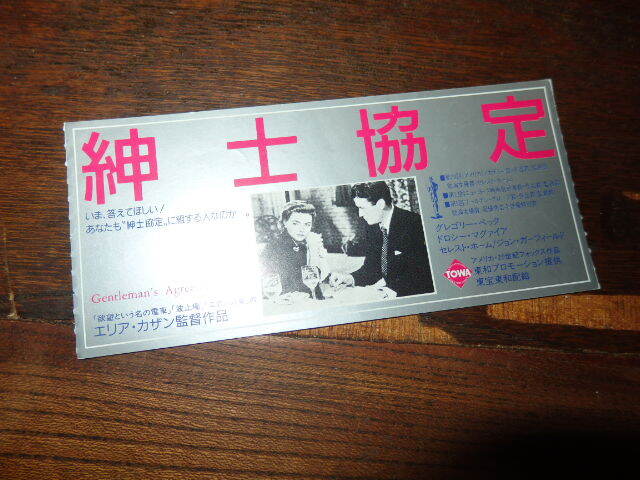 紳士協定
いま、答えてほしい!
あなたも"紳士協定"に組する人なのか
Gentleman's
「欲望という名の電車」「波止場」
エリア・カザン監督作品
グレゴリー・ペック
ドロシー・マクガイア
セレスト・ホーム/ジョン・ガーフィールド
アメリカ・20世紀フォックス作品
TOWA
東和プロモーション提供
東宝東和配給